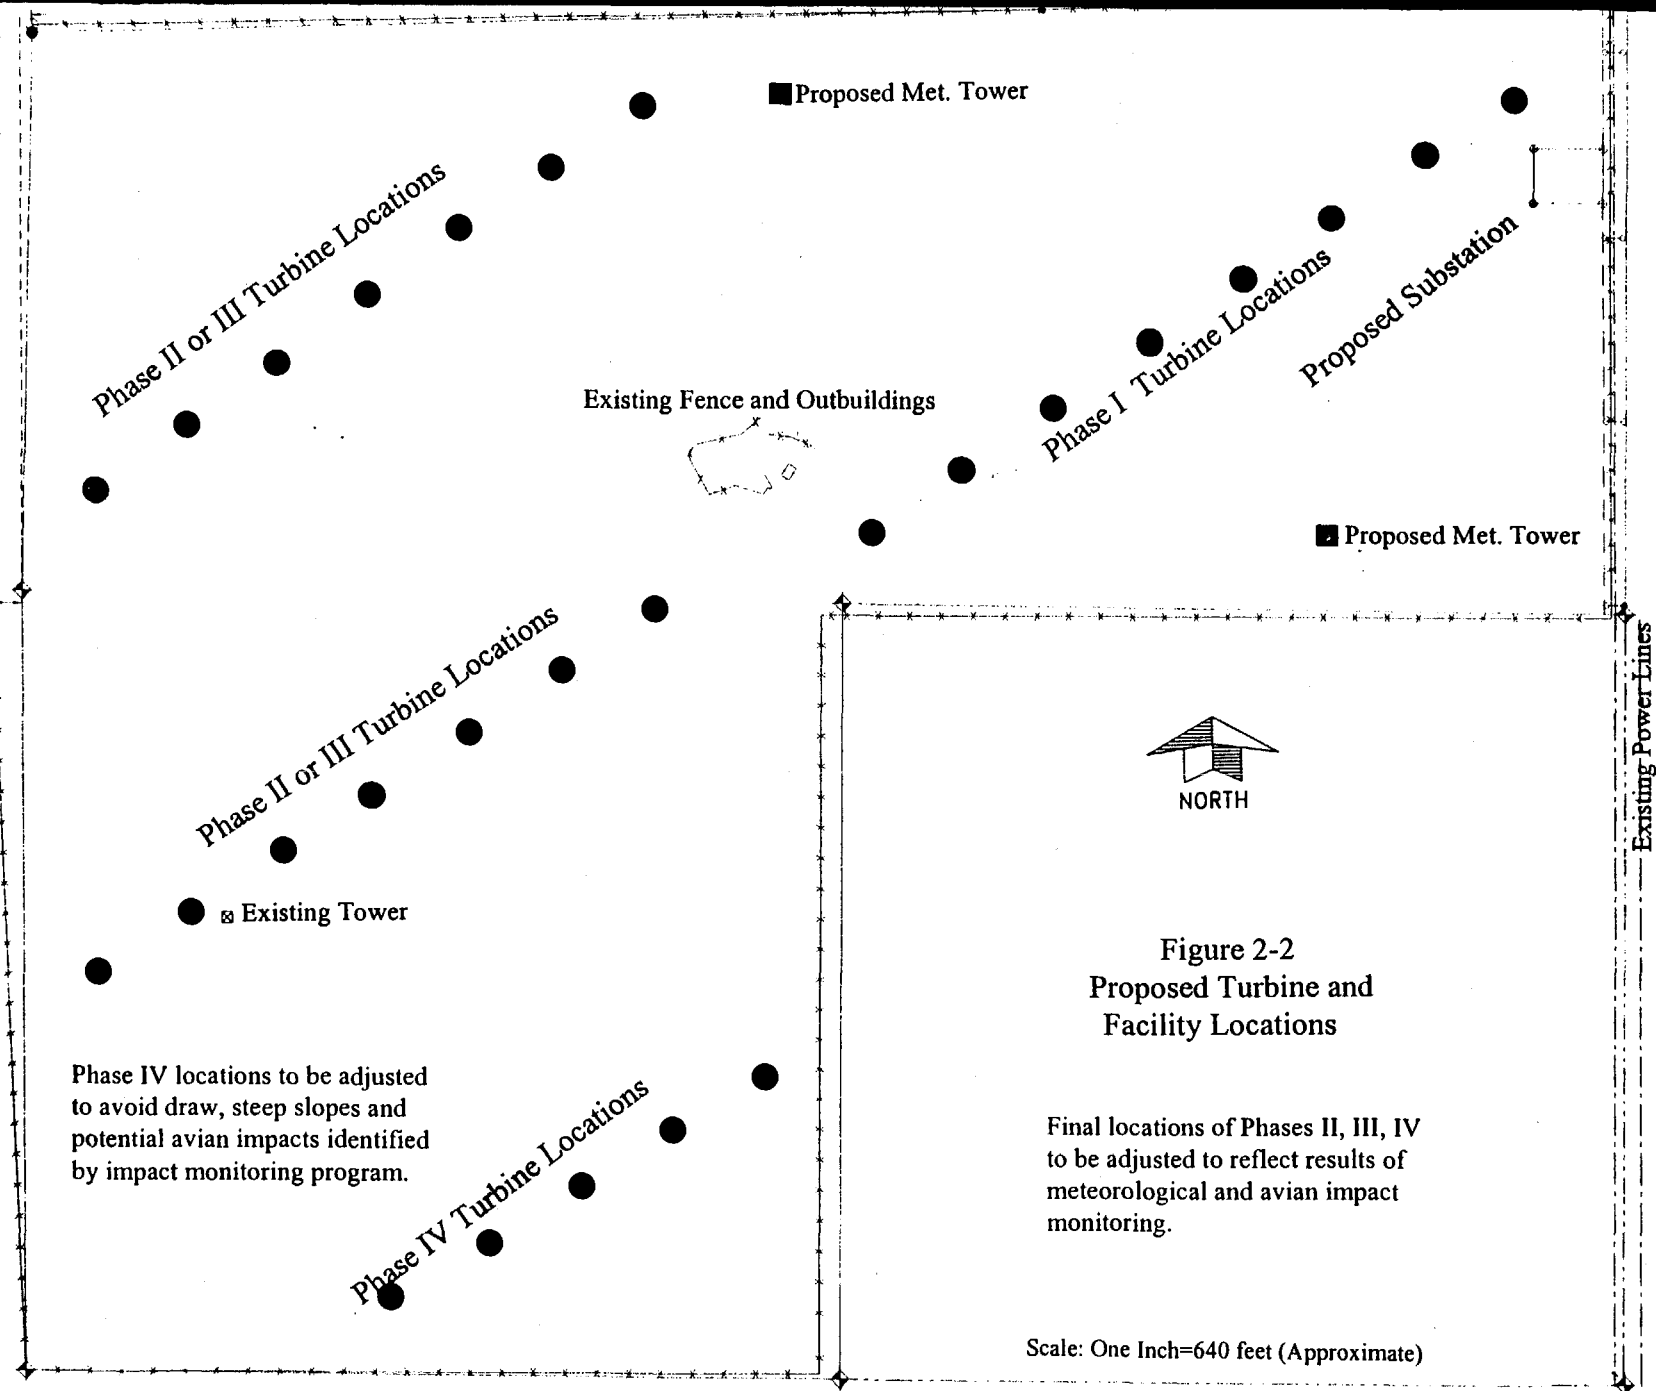 Proposed Met. Tower
Phase II or III Turbine Locations
Phase I Turbine Locations
Proposed Substation
Existing Fence and Outbuildings
Proposed Met. Tower
Phase II or III Turbine Locations
Existing Power Lines
NORTH
Existing Tower
Figure 2-2
Proposed Turbine and
Facility Locations
Phase IV locations to be adjusted
to avoid draw, steep slopes and
potential avian impacts identified
by impact monitoring program.
Phase IV Turbine Locations
Final locations of Phases II, III, IV
to be adjusted to reflect results of
meteorological and avian impact
monitoring.
Scale: One Inch=640 feet (Approximate)